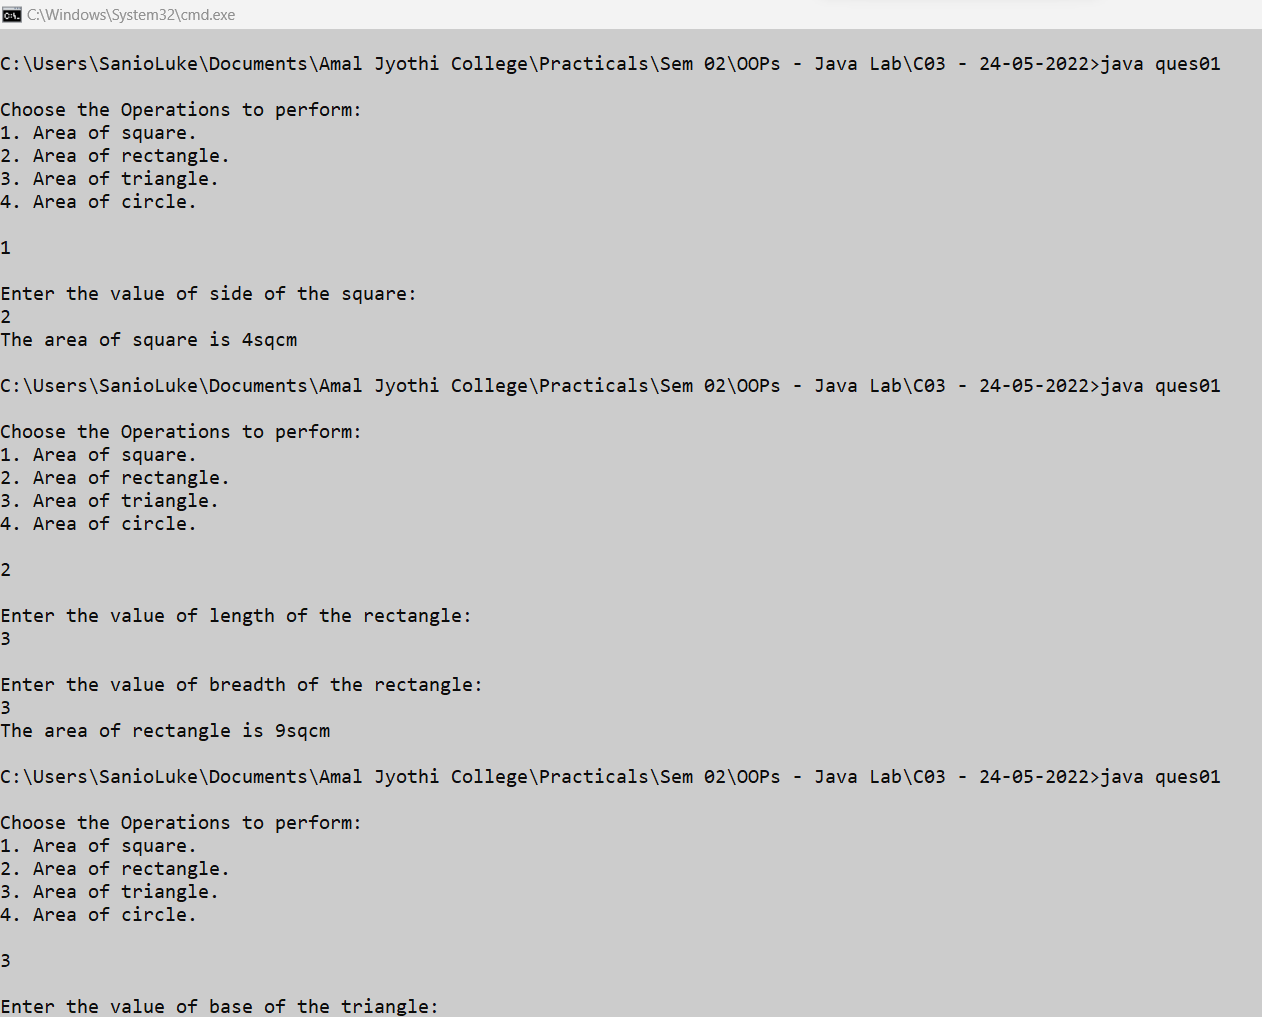 C:\Windows\System32\cmd.exe
C:\Users\SanioLuke\Documents\Amal Jyothi College\Practicals\Sem 02\OOPs - Java Lab\C03 - 24-05-2022>java ques01
Choose the Operations to perform:
1. Area of square.
2. Area of rectangle.
3. Area of triangle.
4. Area of circle.
1
Enter the value of side of the square:
2
The area of square is 4sqcm
C:\Users\SanioLuke\Documents\Amal Jyothi College\Practicals\Sem 02\OOPs - Java Lab\C03 - 24-05-2022>java ques01
Choose the Operations to perform:
1. Area of square.
2. Area of rectangle.
3. Area of triangle.
4. Area of circle.
2
Enter the value of length of the rectangle:
3
Enter the value of breadth of the rectangle:
3
The area of rectangle is 9sqcm
C:\Users\SanioLuke\Documents\Amal Jyothi College\Practicals\Sem 02\OOPs - Java Lab\C03 - 24-05-2022>java ques01
Choose the Operations to perform:
1. Area of square.
2. Area of rectangle.
3. Area of triangle.
4. Area of circle.
3
Enter the value of base of the triangle: